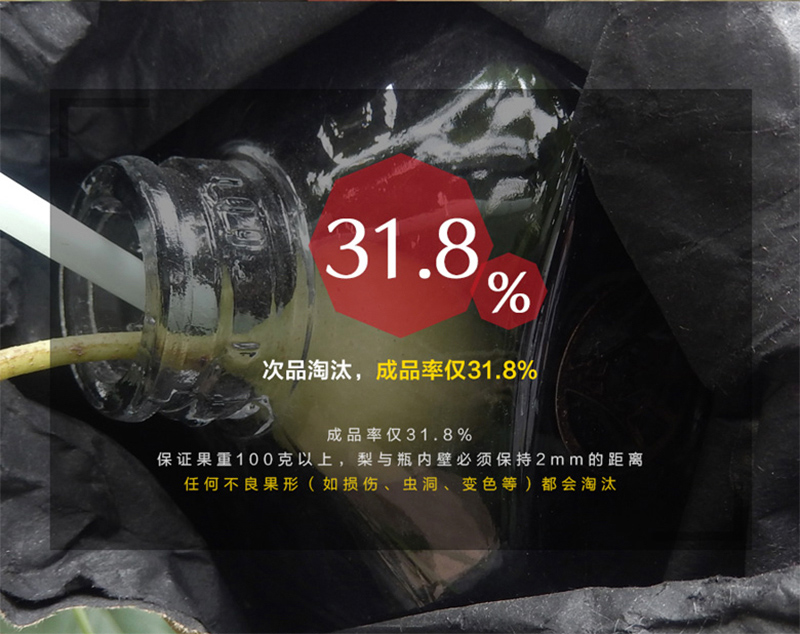 31.8
%
次品淘汰，成品率仅31.8%
成品率仅31.8%
保证果重100克以上，梨与瓶内壁必须保持2mm的距离
任何不良果形（如损伤、虫洞、变色等）都会淘汰